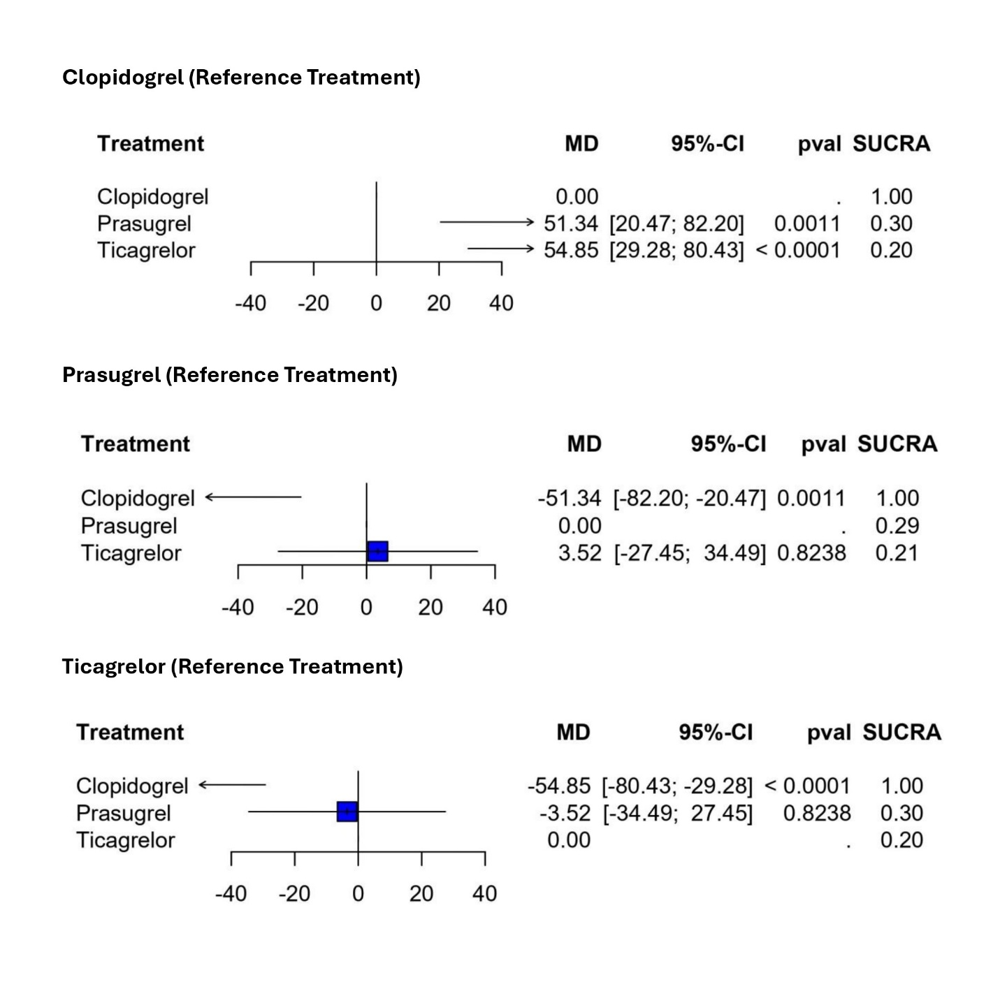 Clopidogrel (Reference Treatment)
Treatment MD 95%-CI pval SUCRA
Clopidogrel 0.00 . 1.00
Prasugrel 51.34 [20.47; 82.20] 0.0011 0.30
Ticagrelor 54.85 [29.28; 80.43] < 0.0001 0.20
-40 -20 0 20 40
Prasugrel (Reference Treatment)
Treatment MD 95%-CI pval SUCRA
Clopidogrel -51.34 [-82.20; -20.47] 0.0011 1.00
Prasugrel 0.00 . 0.29
Ticagrelor 3.52 [-27.45; 34.49] 0.8238 0.21
-40 -20 0 20 40
Ticagrelor (Reference Treatment)
Treatment MD 95%-CI pval SUCRA
Clopidogrel -54.85 [-80.43; -29.28] < 0.0001 1.00
Prasugrel -3.52 [-34.49; 27.45] 0.8238 0.30
Ticagrelor 0.00 . 0.20
-40 -20 0 20 40